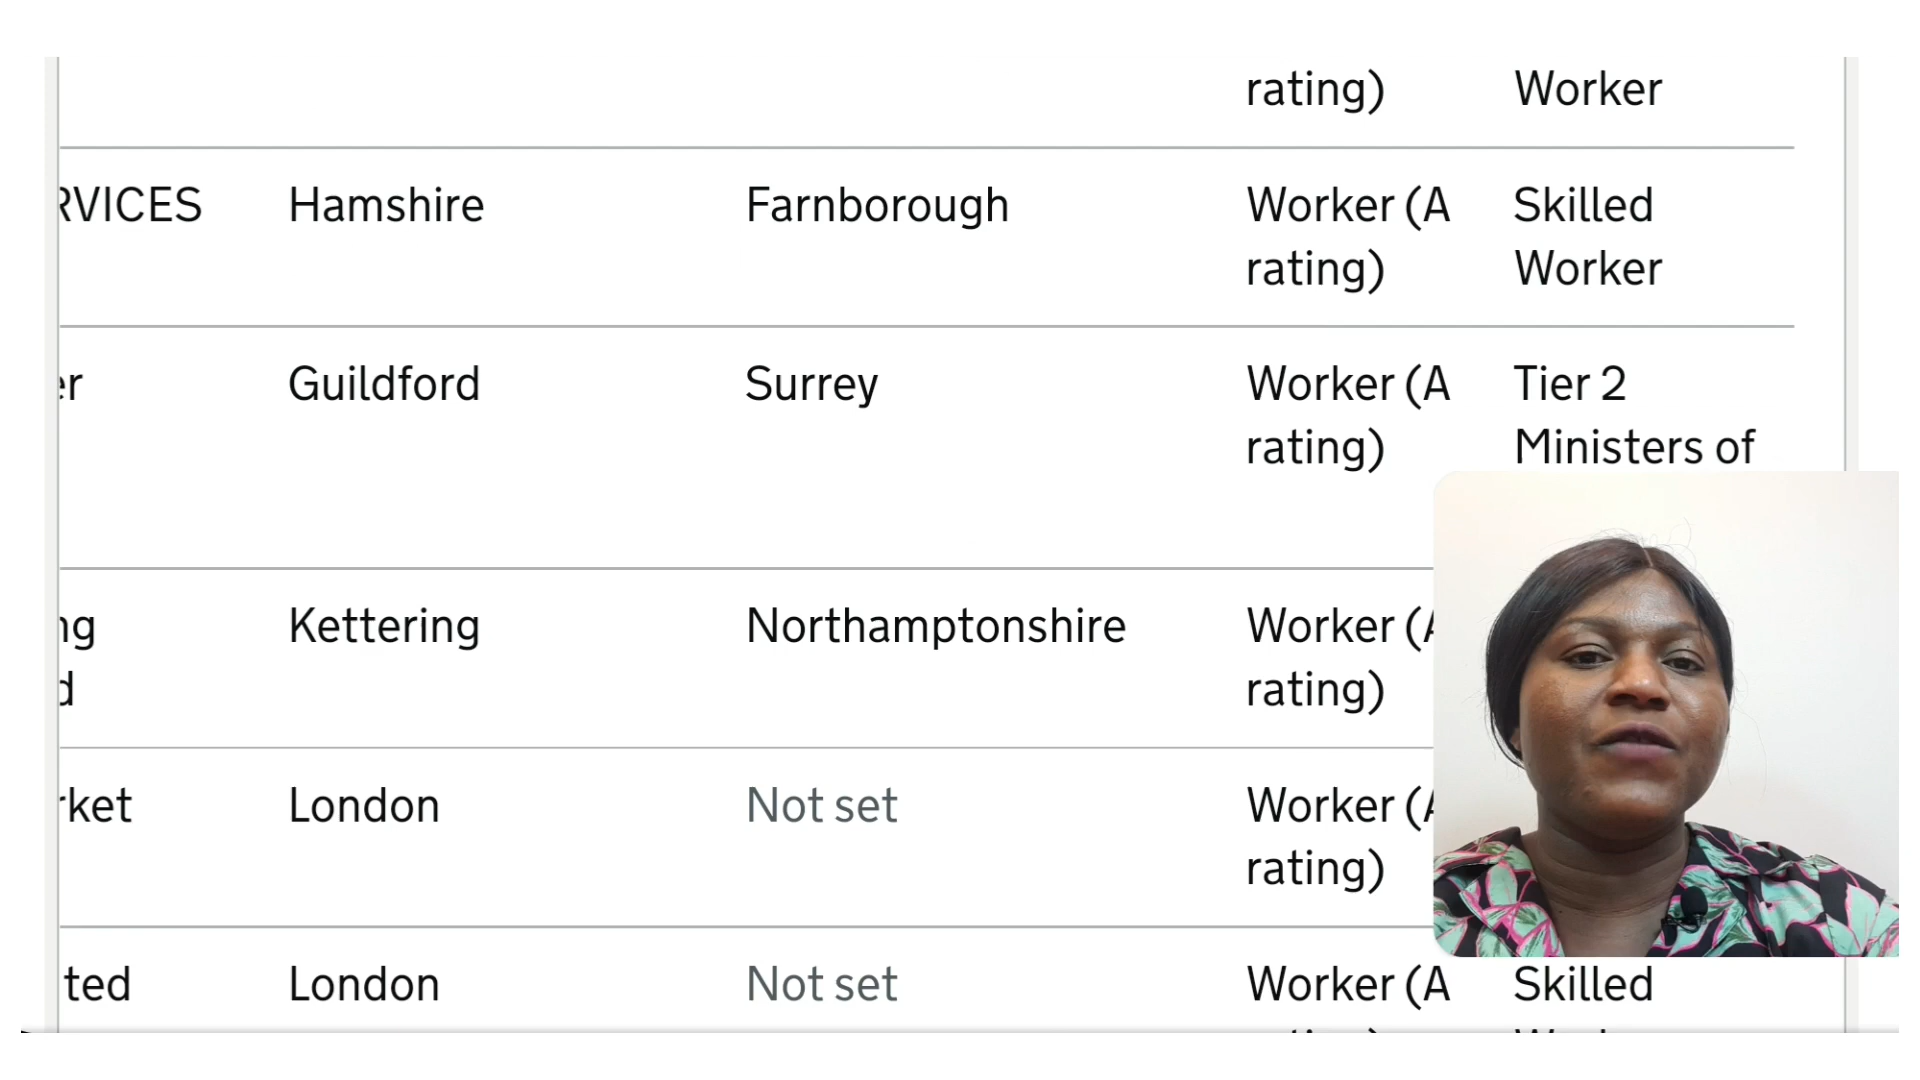 rating) Worker
RVICES Hamshire Farnborough Worker (A Skilled
rating) Worker
er Guildford Surrey Worker (A Tier 2
rating) Ministers of
ng Kettering Northamptonshire Worker (A
d rating)
rket London Not set Worker (A
rating)
ted London Not set Worker (A Skilled